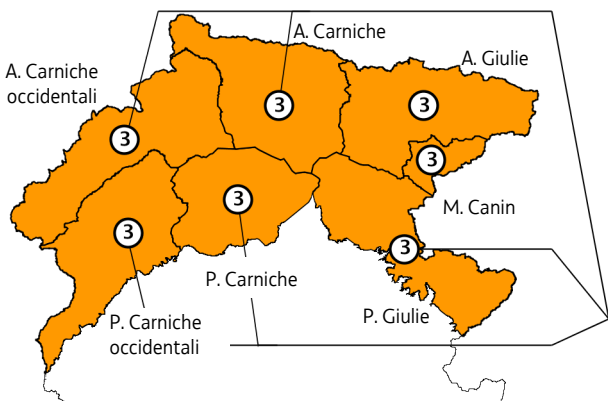 A. Carniche
A. Carniche
occidentali
A. Giulie
3
3
3
3
3
3
3
M. Canin
P. Carniche
P. Carniche
occidentali
P. Giulie